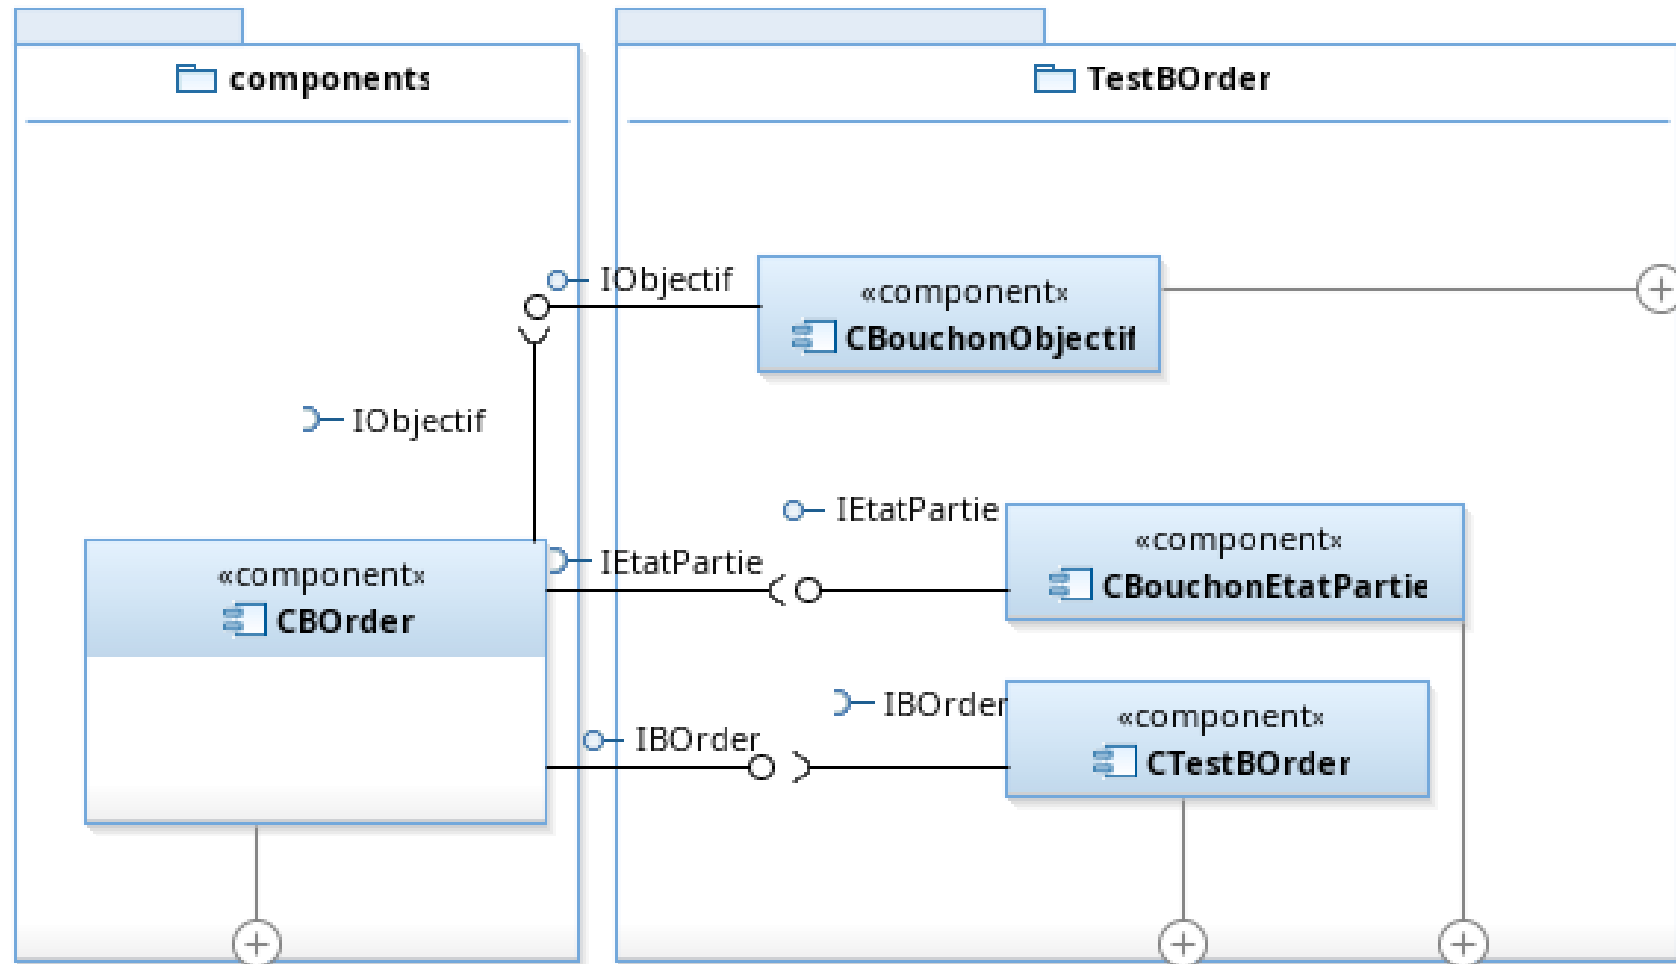 components
TestBOrder
IObjectif
«component»
CBouchonObjectif
IObjectif
IEtatPartie
«component»
CBouchonEtatPartie
«component»
CBOrder
IEtatPartie
IBOrder
«component»
CTestBOrder
IBOrder